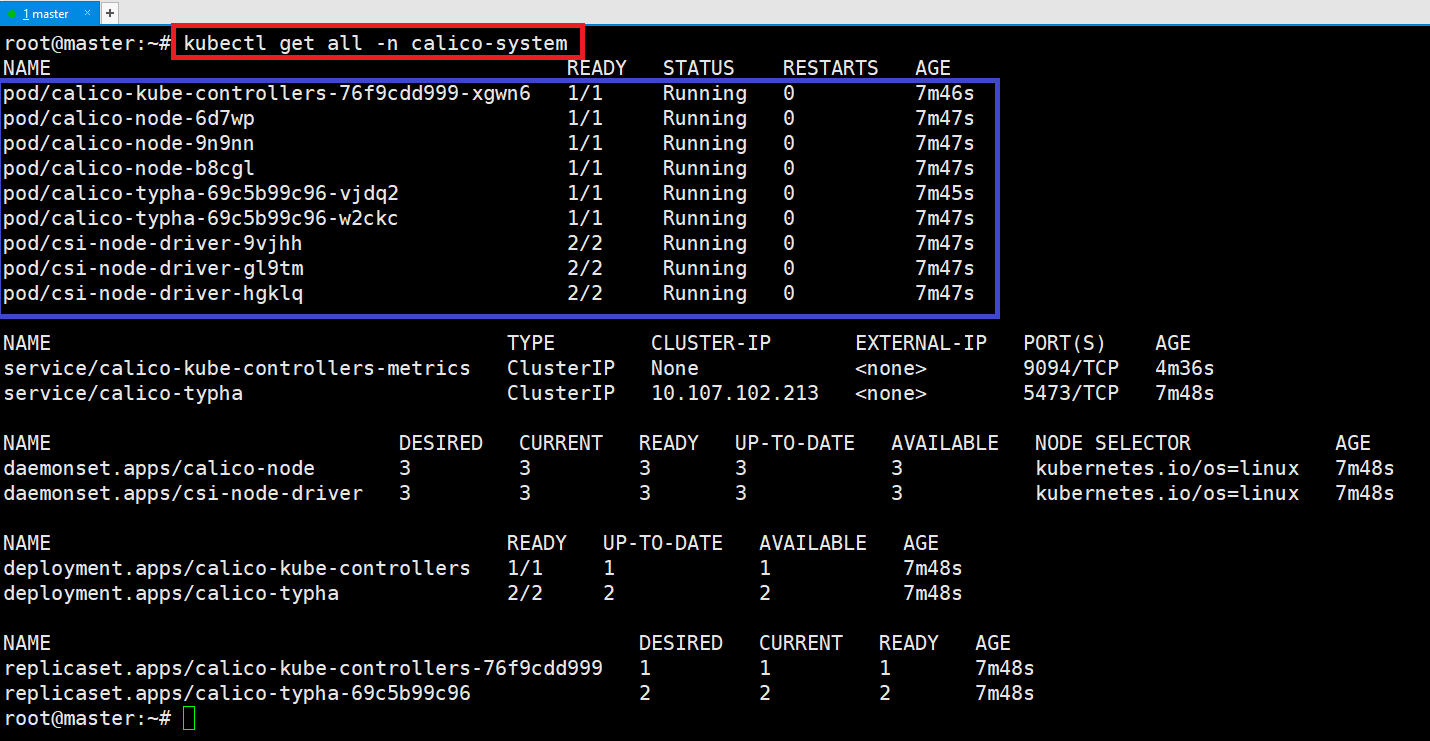 1 master × +
root@master:~# kubectl get all -n calico-system
NAME READY STATUS RESTARTS AGE
pod/calico-kube-controllers-76f9cdd999-xgwn6 1/1 Running 0 7m46s
pod/calico-node-6d7wp 1/1 Running 0 7m47s
pod/calico-node-9n9nn 1/1 Running 0 7m47s
pod/calico-node-b8cgl 1/1 Running 0 7m47s
pod/calico-typha-69c5b99c96-vjdq2 1/1 Running 0 7m45s
pod/calico-typha-69c5b99c96-w2ckc 1/1 Running 0 7m47s
pod/csi-node-driver-9vjhh 2/2 Running 0 7m47s
pod/csi-node-driver-gl9tm 2/2 Running 0 7m47s
pod/csi-node-driver-hgklq 2/2 Running 0 7m47s
NAME TYPE CLUSTER-IP EXTERNAL-IP PORT(S) AGE
service/calico-kube-controllers-metrics ClusterIP None <none> 9094/TCP 4m36s
service/calico-typha ClusterIP 10.107.102.213 <none> 5473/TCP 7m48s
NAME DESIRED CURRENT READY UP-TO-DATE AVAILABLE NODE SELECTOR AGE
daemonset.apps/calico-node 3 3 3 3 3 kubernetes.io/os=linux 7m48s
daemonset.apps/csi-node-driver 3 3 3 3 3 kubernetes.io/os=linux 7m48s
NAME READY UP-TO-DATE AVAILABLE AGE
deployment.apps/calico-kube-controllers 1/1 1 1 7m48s
deployment.apps/calico-typha 2/2 2 2 7m48s
NAME DESIRED CURRENT READY AGE
replicaset.apps/calico-kube-controllers-76f9cdd999 1 1 1 7m48s
replicaset.apps/calico-typha-69c5b99c96 2 2 2 7m48s
root@master:~#